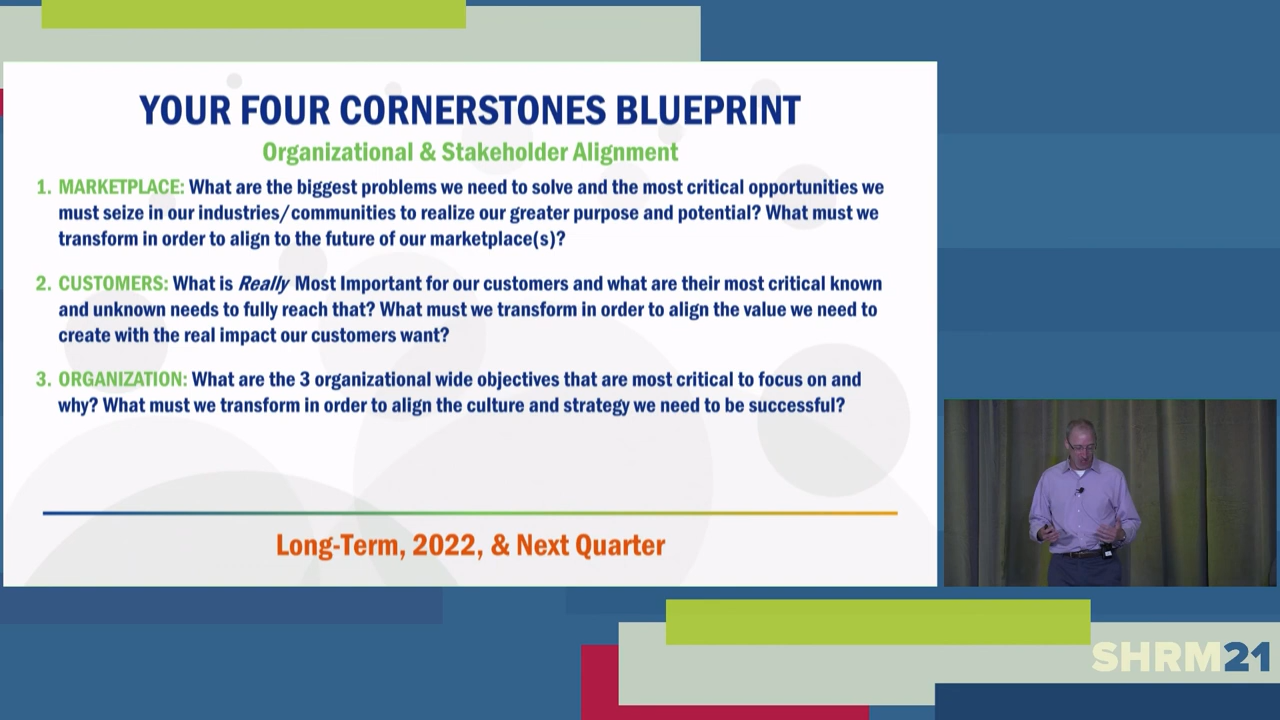 YOUR FOUR CORNERSTONES BLUEPRINT
Organizational & Stakeholder Alignment
1. MARKETPLACE: What are the biggest problems we need to solve and the most critical opportunities we
must seize in our industries/communities to realize our greater purpose and potential? What must we
transform in order to align to the future of our marketplace(s)?
2. CUSTOMERS: What is Really Most Important for our customers and what are their most critical known
and unknown needs to fully reach that? What must we transform in order to align the value we need to
create with the real impact our customers want?
3. ORGANIZATION: What are the 3 organizational wide objectives that are most critical to focus on and
why? What must we transform in order to align the culture and strategy we need to be successful?
Long-Term, 2022, & Next Quarter
SHRM21